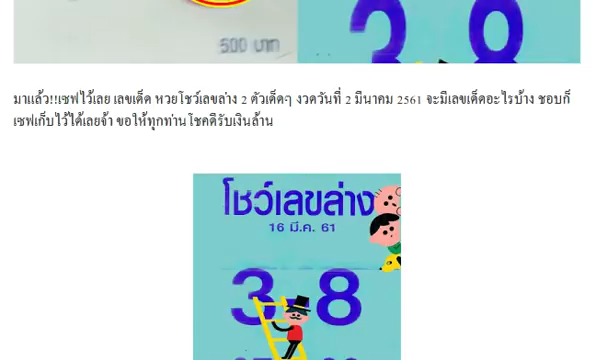 500 บาท
3 8
มาแล้ว!!เซฟไว้เลย เลขเด็ด หวยโชว์เลขล่าง 2 ตัวเด็ดๆ งวดวันที่ 2 มีนาคม 2561 จะมีเลขเด็ดอะไรบ้าง ชอบก็
เซฟเก็บไว้ได้เลยจ้า ขอให้ทุกท่านโชคดีรับเงินล้าน
โชว์เลขล่าง
16 มี.ค. 61
3 8